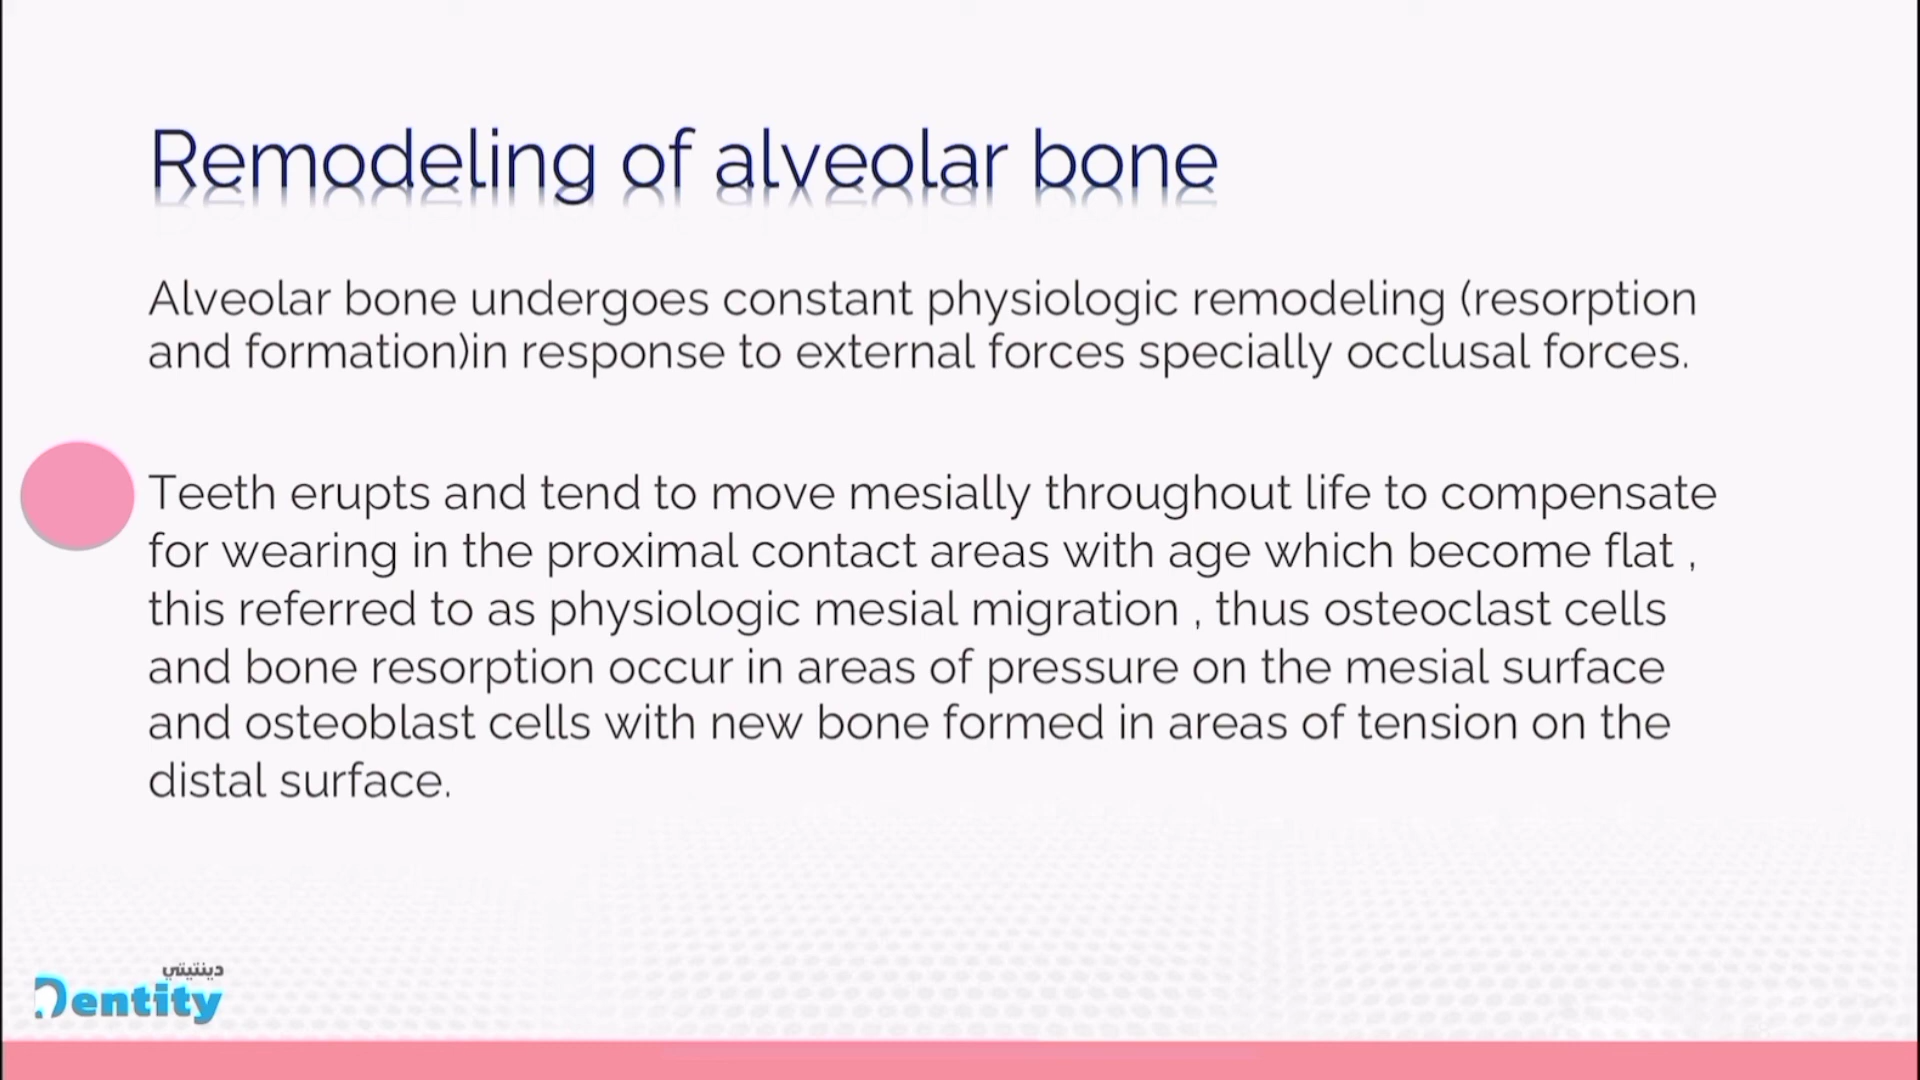 Remodeling of alveolar bone
Alveolar bone undergoes constant physiologic remodeling (resorption
and formation)in response to external forces specially occlusal forces.
Teeth erupts and tend to move mesially throughout life to compensate
for wearing in the proximal contact areas with age which become flat ,
this referred to as physiologic mesial migration , thus osteoclast cells
and bone resorption occur in areas of pressure on the mesial surface
and osteoblast cells with new bone formed in areas of tension on the
distal surface.
دينتيتي
Dentity